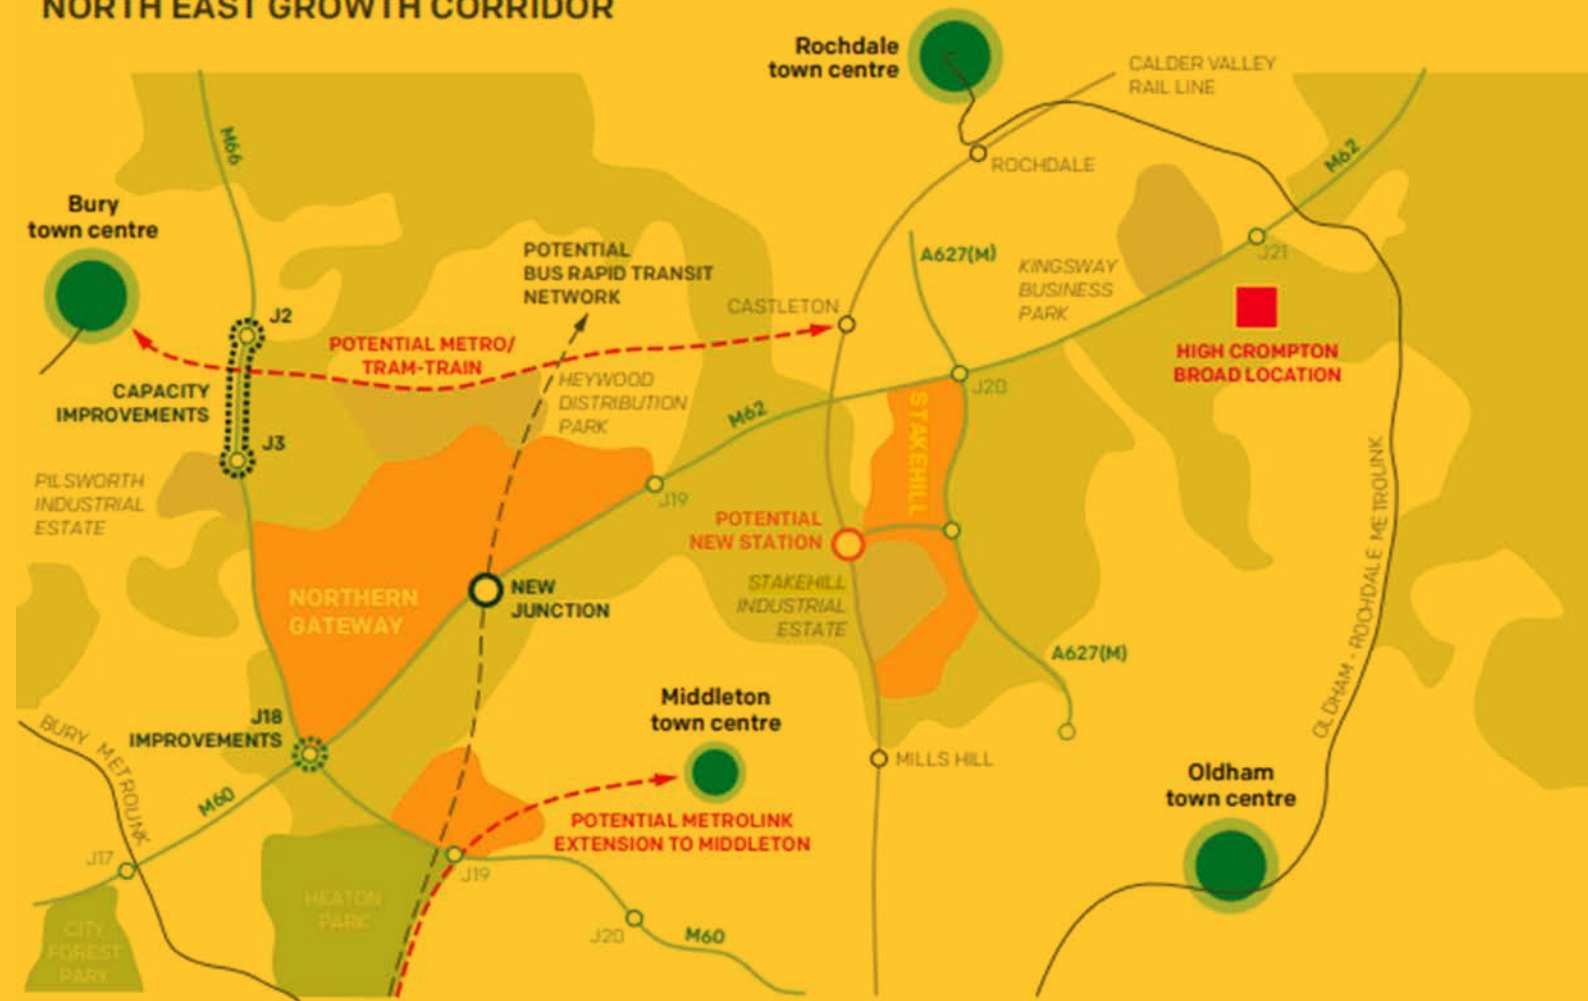 NORTH EAST GROWTH CORRIDOR
Rochdale
town centre
CALDER VALLEY
RAIL LINE
M66
M62
ROCHDALE
Bury
town centre
POTENTIAL
BUS RAPID TRANSIT
NETWORK
A627(M)
J21
KINGSWAY
BUSINESS
PARK
CASTLETON
J2
POTENTIAL METRO/
TRAM-TRAIN
HIGH CROMPTON
BROAD LOCATION
CAPACITY
IMPROVEMENTS
HEYWOOD
DISTRIBUTION
PARK
J20
M62
STAKEHILL
J3
PILSWORTH
INDUSTRIAL
ESTATE
J19
POTENTIAL
NEW STATION
OLDHAM - ROCHDALE METROLINK
NORTHERN
GATEWAY
NEW
JUNCTION
STAKEHILL
INDUSTRIAL
ESTATE
A627(M)
Middleton
town centre
J18
IMPROVEMENTS
BURY METROLINK
MILLS HILL
Oldham
town centre
M60
POTENTIAL METROLINK
EXTENSION TO MIDDLETON
J17
J19
HEATON
PARK
CITY
FOREST
PARK
J20
M60